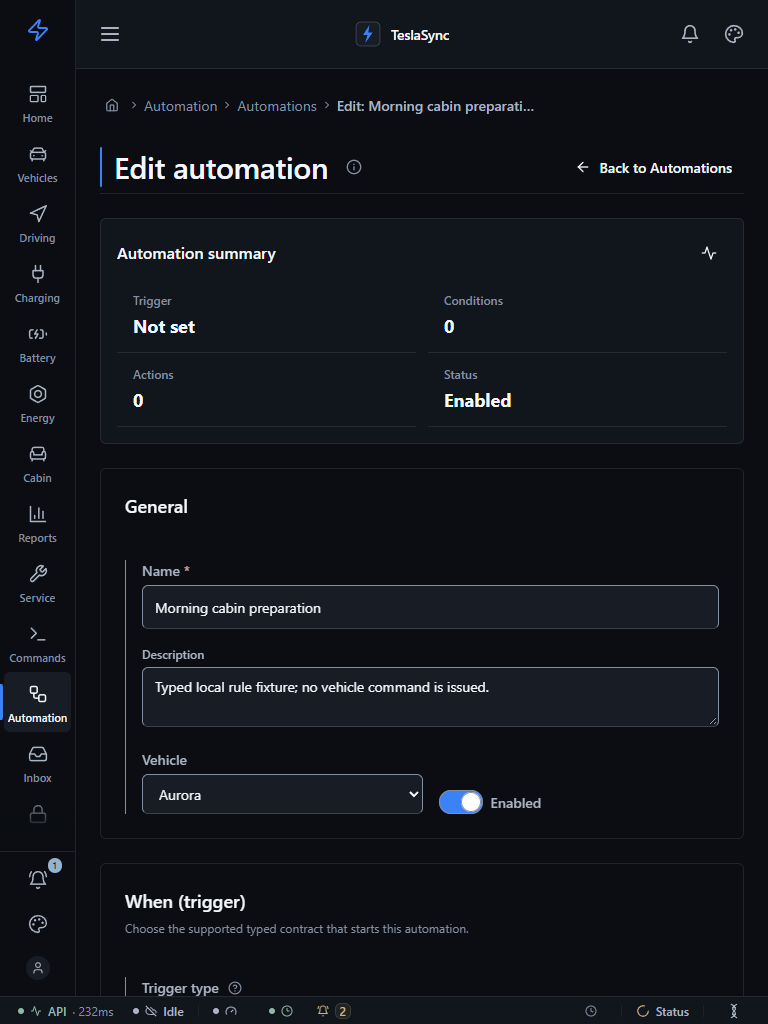 TeslaSync
Home
Vehicles
Driving
Charging
Battery
Energy
Cabin
Reports
Service
Commands
Automation
Inbox
1
Automation
Automations
Edit: Morning cabin preparati...
Edit automation
Back to Automations
Automation summary
Trigger
Not set
Conditions
0
Actions
0
Status
Enabled
General
Name *
Morning cabin preparation
Description
Typed local rule fixture; no vehicle command is issued.
Vehicle
Aurora
Enabled
When (trigger)
Choose the supported typed contract that starts this automation.
Trigger type
API · 232ms
Idle
2
Status